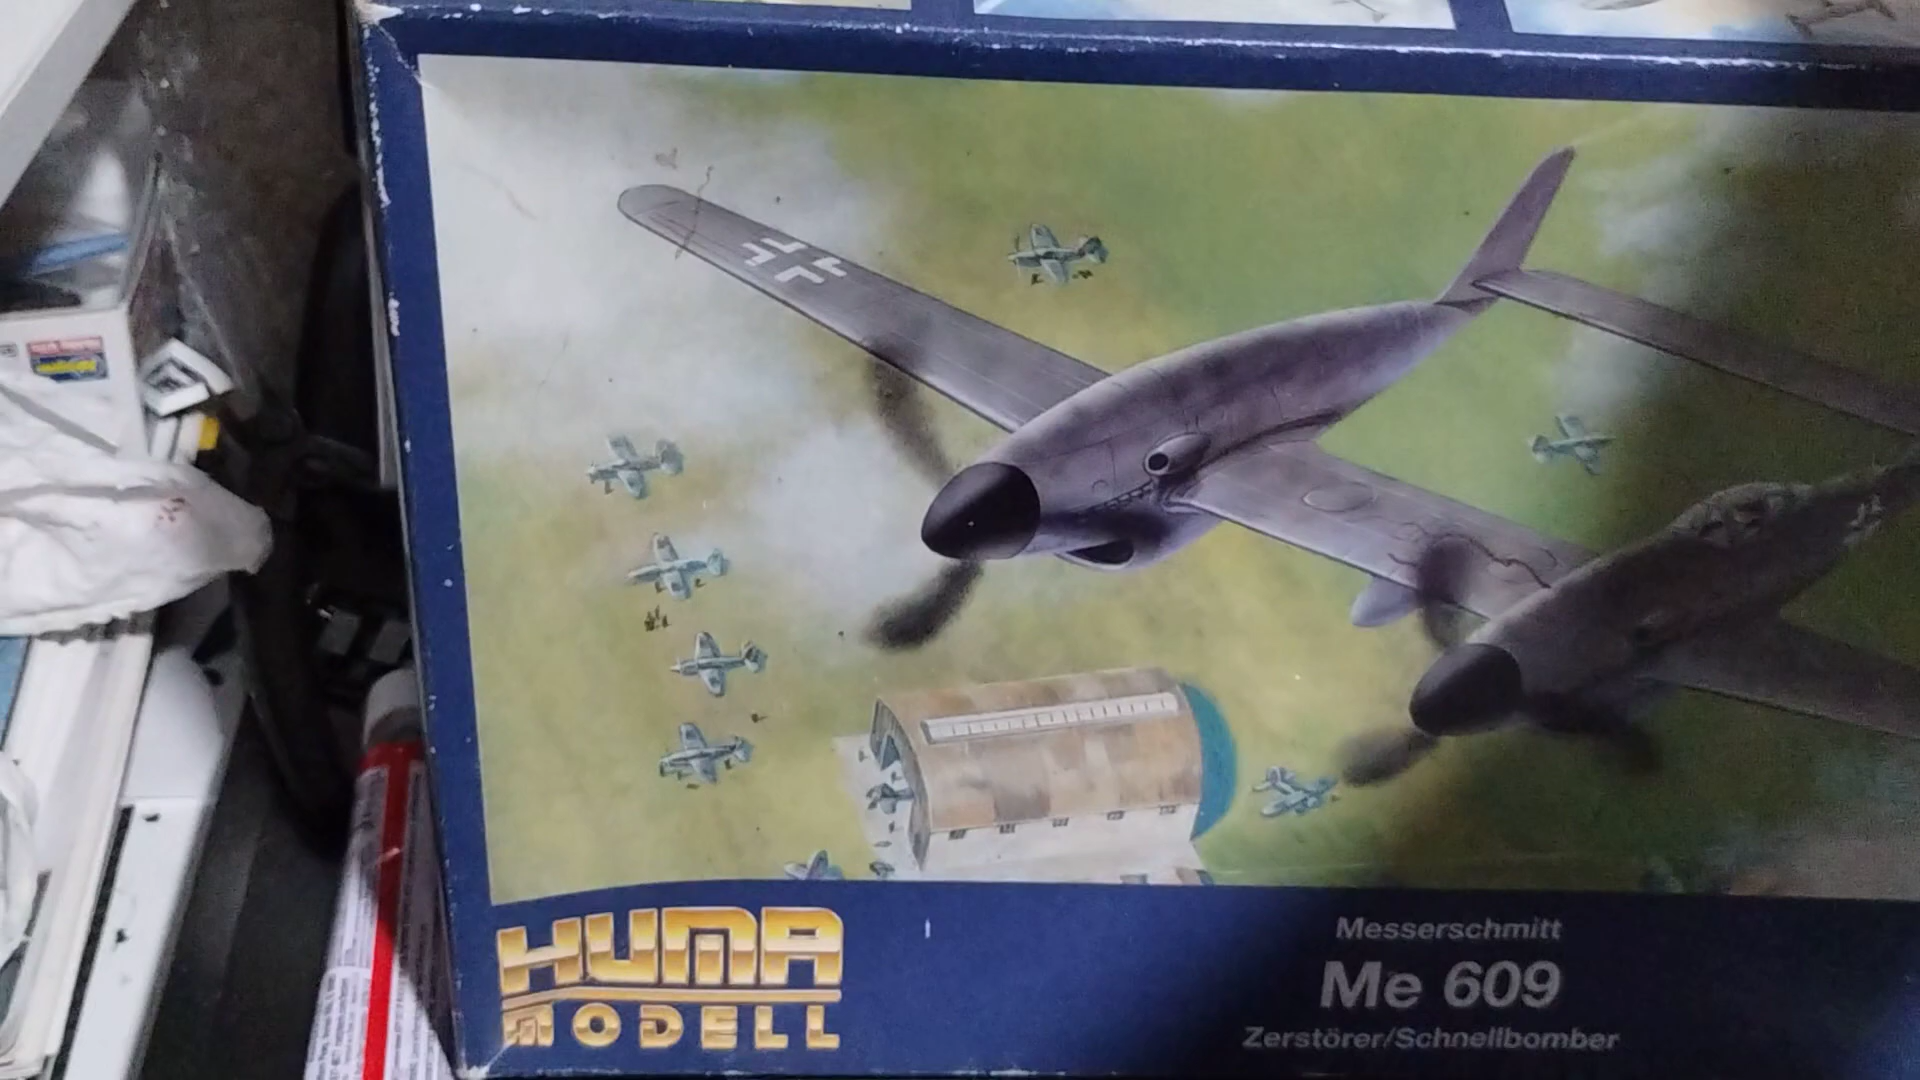 HUMA
MODELL
Messerschmitt
Me 609
Zerstörer/Schnellbomber